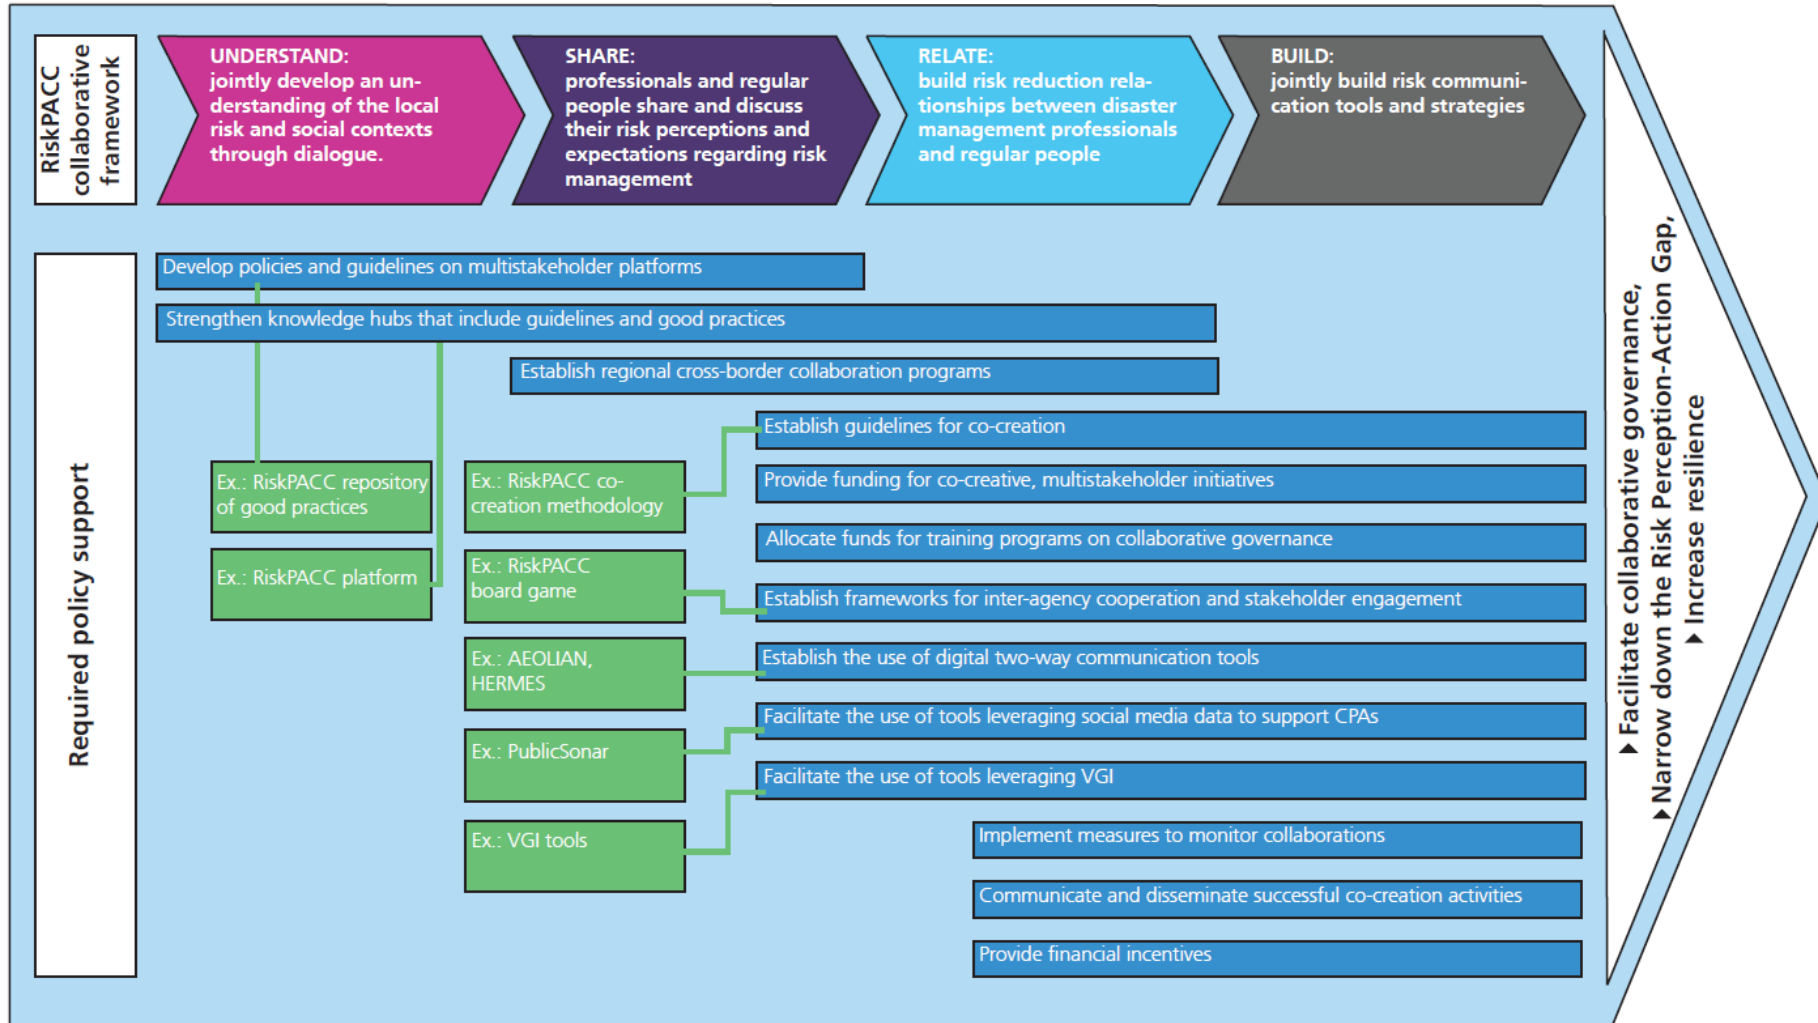 RiskPACC
collaborative
framework
UNDERSTAND:
jointly develop an un-
derstanding of the local
risk and social contexts
through dialogue.
SHARE:
professionals and regular
people share and discuss
their risk perceptions and
expectations regarding risk
management
RELATE:
build risk reduction rela-
tionships between disaster
management professionals
and regular people
BUILD:
jointly build risk communi-
cation tools and strategies
Required policy support
Develop policies and guidelines on multistakeholder platforms
Strengthen knowledge hubs that include guidelines and good practices
Establish regional cross-border collaboration programs
Establish guidelines for co-creation
Provide funding for co-creative, multistakeholder initiatives
Allocate funds for training programs on collaborative governance
Establish frameworks for inter-agency cooperation and stakeholder engagement
Establish the use of digital two-way communication tools
Facilitate the use of tools leveraging social media data to support CPAs
Facilitate the use of tools leveraging VGI
Implement measures to monitor collaborations
Communicate and disseminate successful co-creation activities
Provide financial incentives
Ex.: RiskPACC repository
of good practices
Ex.: RiskPACC platform
Ex.: RiskPACC co-
creation methodology
Ex.: RiskPACC
board game
Ex.: AEOLIAN,
HERMES
Ex.: PublicSonar
Ex.: VGI tools
Facilitate collaborative governance,
Narrow down the Risk Perception-Action Gap,
Increase resilience